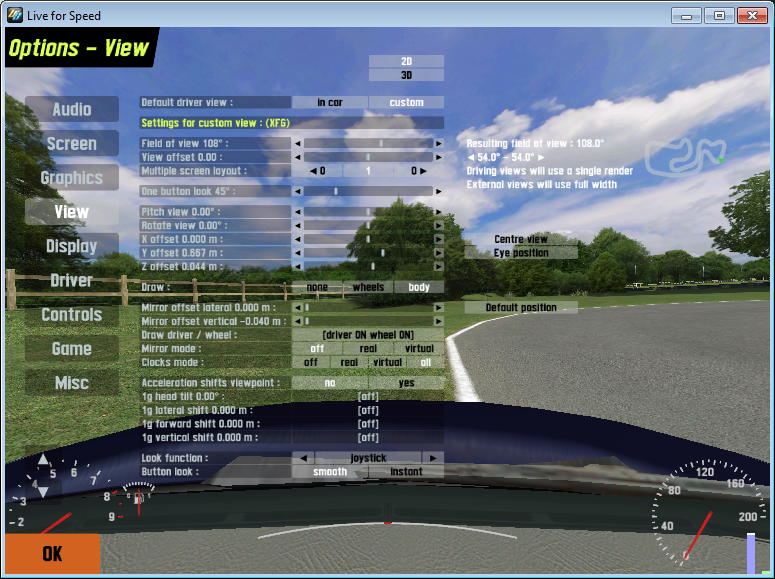 Live for Speed
Options - View
2D
3D
Audio
Screen
Graphics
View
Display
Driver
Controls
Game
Misc
Default driver view : in car custom
Settings for custom view : (XFG)
Field of view 108° :
View offset 0.00 :
Multiple screen layout : ◄ 0 1 0 ►
One button look 45° :
Pitch view 0.00° :
Rotate view 0.00° :
X offset 0.000 m :
Y offset 0.667 m :
Z offset 0.044 m :
Draw : none wheels body
Mirror offset lateral 0.000 m :
Mirror offset vertical -0.040 m :
Draw driver / wheel : [driver ON wheel ON]
Mirror mode : off real virtual
Clocks mode : off real virtual all
Acceleration shifts viewpoint : no yes
1g head tilt 0.00° : [off]
1g lateral shift 0.000 m : [off]
1g forward shift 0.000 m : [off]
1g vertical shift 0.000 m : [off]
Look function : ◄ joystick ►
Button look : smooth instant
Resulting field of view : 108.0°
◄ 54.0° - 54.0° ►
Driving views will use a single render
External views will use full width
Centre view
Eye position
Default position
2 3 4 5 6 7 8 9
0 40 80 120 160 200
OK